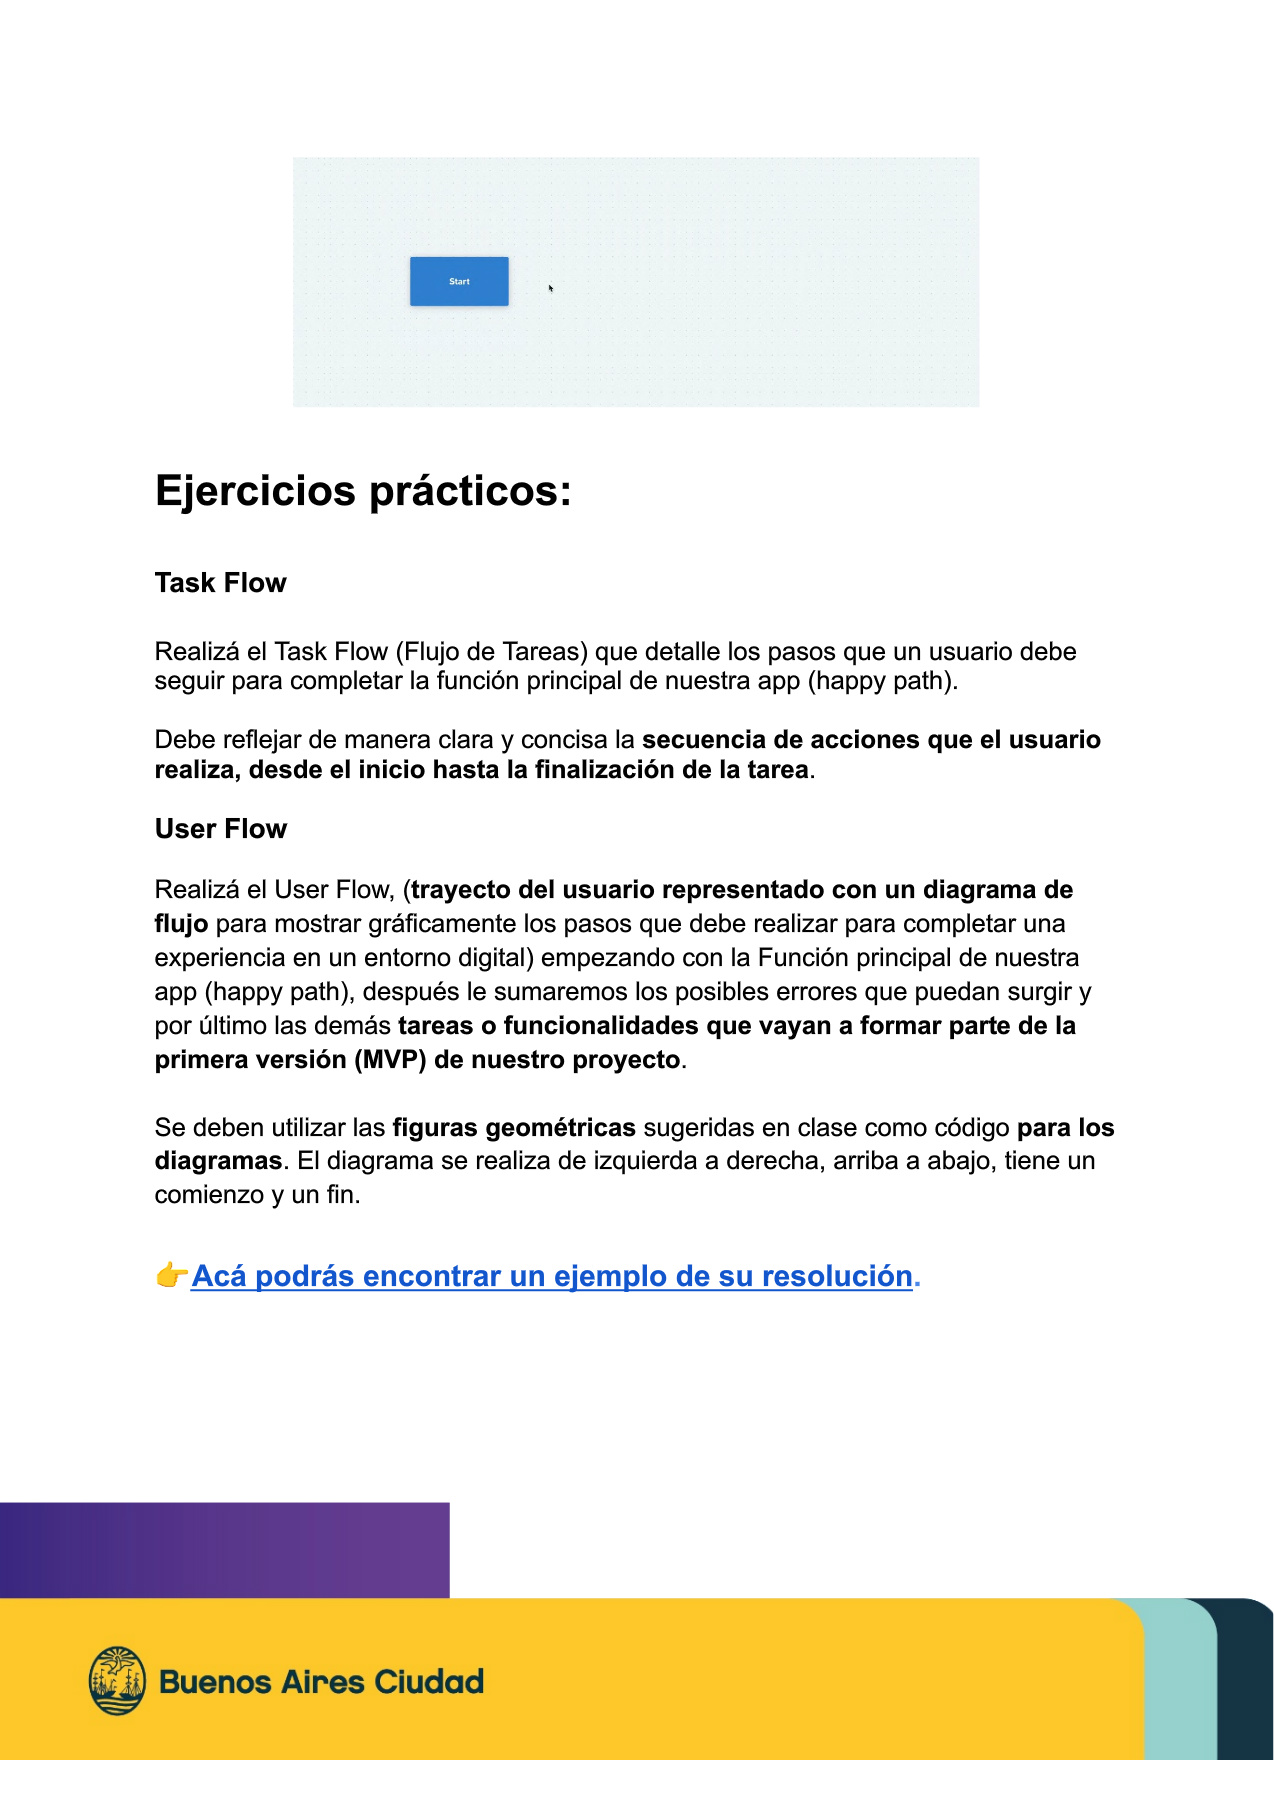 Start
Ejercicios prácticos:
Task Flow
Realizá el Task Flow (Flujo de Tareas) que detalle los pasos que un usuario debe
seguir para completar la función principal de nuestra app (happy path).
Debe reflejar de manera clara y concisa la secuencia de acciones que el usuario
realiza, desde el inicio hasta la finalización de la tarea.
User Flow
Realizá el User Flow, (trayecto del usuario representado con un diagrama de
flujo para mostrar gráficamente los pasos que debe realizar para completar una
experiencia en un entorno digital) empezando con la Función principal de nuestra
app (happy path), después le sumaremos los posibles errores que puedan surgir y
por último las demás tareas o funcionalidades que vayan a formar parte de la
primera versión (MVP) de nuestro proyecto.
Se deben utilizar las figuras geométricas sugeridas en clase como código para los
diagramas. El diagrama se realiza de izquierda a derecha, arriba a abajo, tiene un
comienzo y un fin.
👉Acá podrás encontrar un ejemplo de su resolución.
Buenos Aires Ciudad